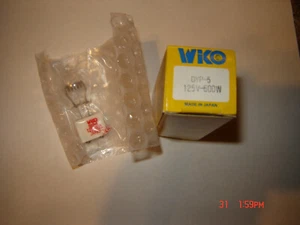 WIKO
DYP-5
125V-600W
MADE IN JAPAN
31 1:59PM